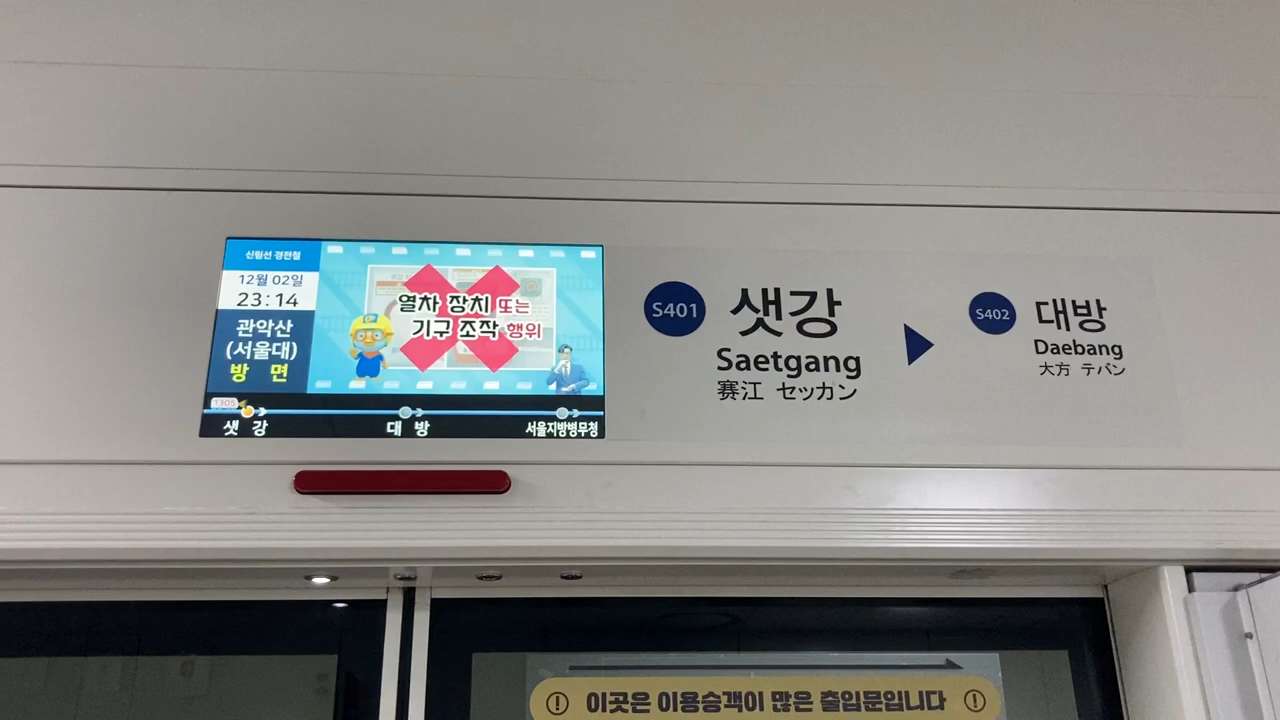 신림선 경전철
12월 02일
23:14
관악산
(서울대)
방 면
열차 장치 또는
기구 조작 행위
1305
샛 강
대 방
서울지방병무청
S401
샛강
Saetgang
赛江 セッカン
S402
대방
Daebang
大方 テバン
이곳은 이용승객이 많은 출입문입니다